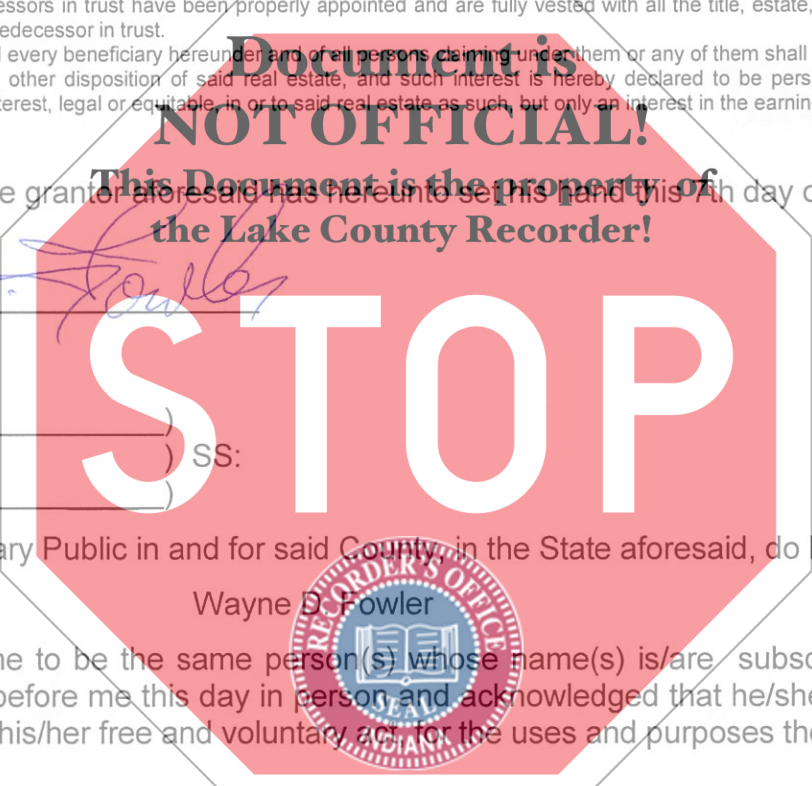 essors in trust have been properly appointed and are fully vested with all the title, estate,
edecessor in trust.
every beneficiary hereunder and of all persons claiming under them or any of them shall
Document is
other disposition of said real estate, and such interest is hereby declared to be pers
terest, legal or equitable, in or to said real estate as such, but only an interest in the earnin
NOT OFFICIAL!
This Document is the property of
e grantor aforesaid has hereunto set his hand this 7th day o
the Lake County Recorder!
Fowler
STOP
)
) SS:
)
ary Public in and for said County, in the State aforesaid, do
RECORDER'S OFFICE
Wayne D. Fowler
ne to be the same person(s) whose name(s) is/are subsc
before me this day in person and acknowledged that he/she
SEAL
his/her free and voluntary act, for the uses and purposes the
INDIANA